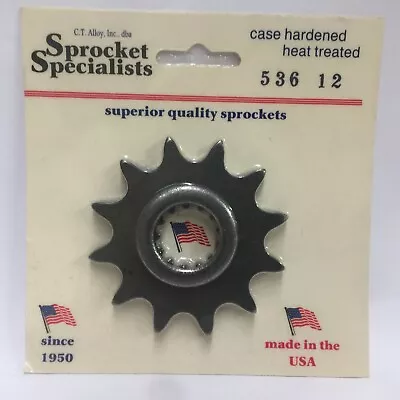 C.T. Alloy, Inc., dba
Sprocket
Specialists
case hardened
heat treated
536 12
superior quality sprockets
since
1950
made in the
USA